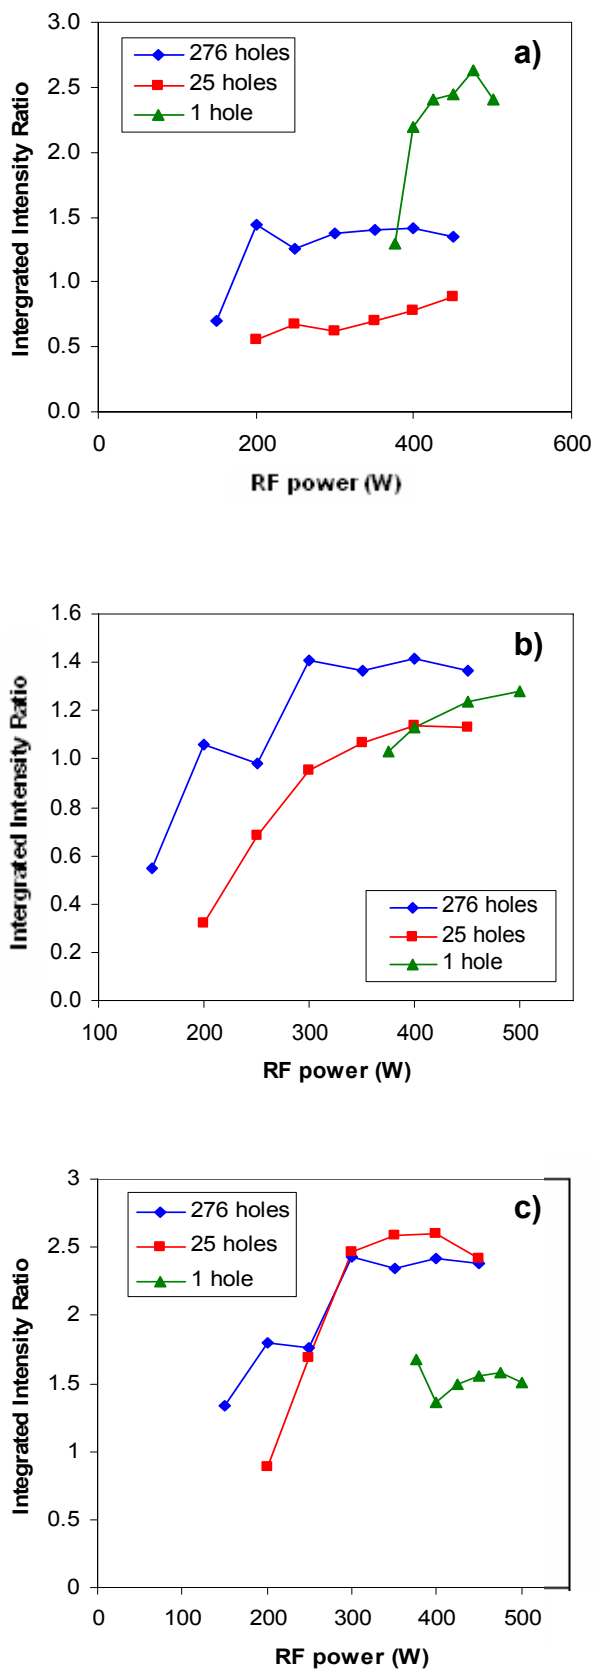 a)
276 holes
25 holes
1 hole
3.0
2.5
2.0
1.5
1.0
0.5
0.0
Intergrated Intensity Ratio
0 200 400 600
RF power (W)
b)
1.6
1.4
1.2
1.0
0.8
0.6
0.4
0.2
0.0
Intergrated Intensity Ratio
276 holes
25 holes
1 hole
100 200 300 400 500
RF power (W)
c)
276 holes
25 holes
1 hole
3
2.5
2
1.5
1
0.5
0
Integrated Intensity Ratio
0 100 200 300 400 500
RF power (W)